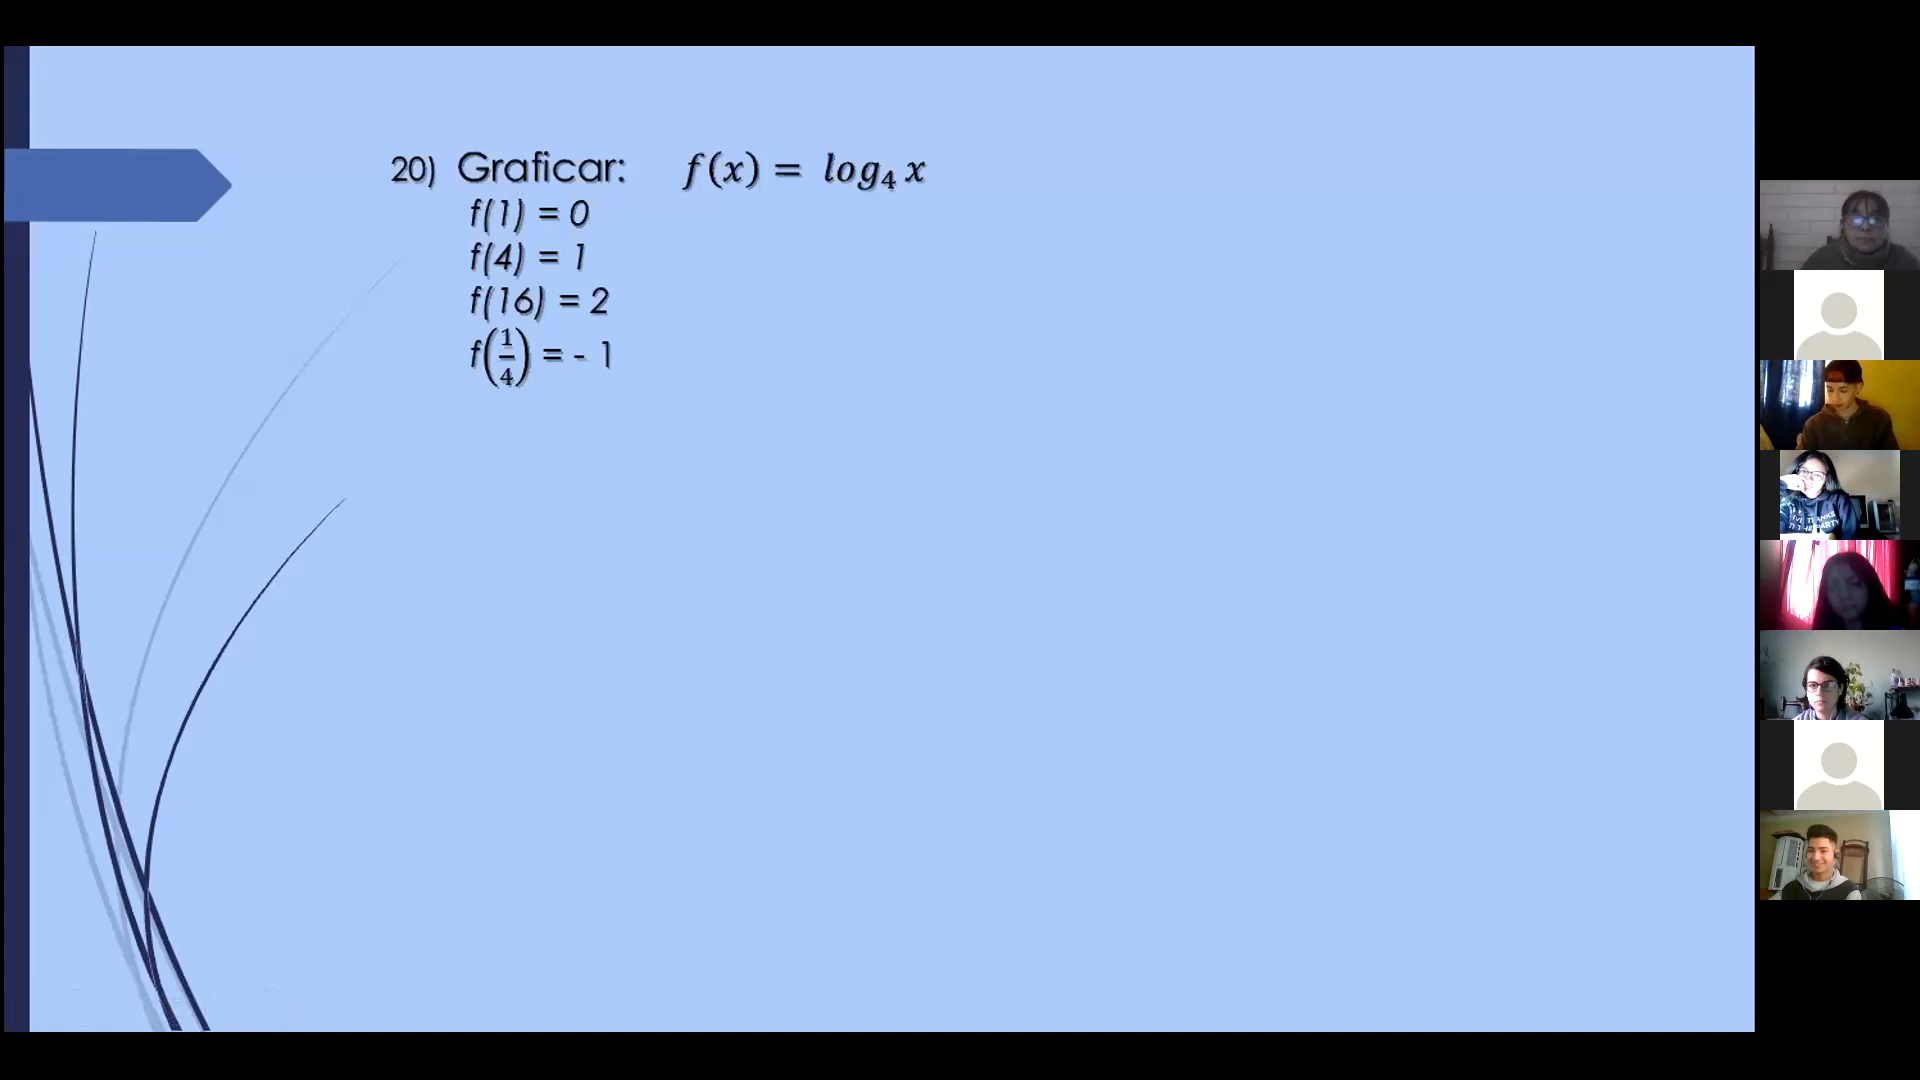 20) Graficar: f(x) = log₄ x
f(1) = 0
f(4) = 1
f(16) = 2
f(1/4) = - 1